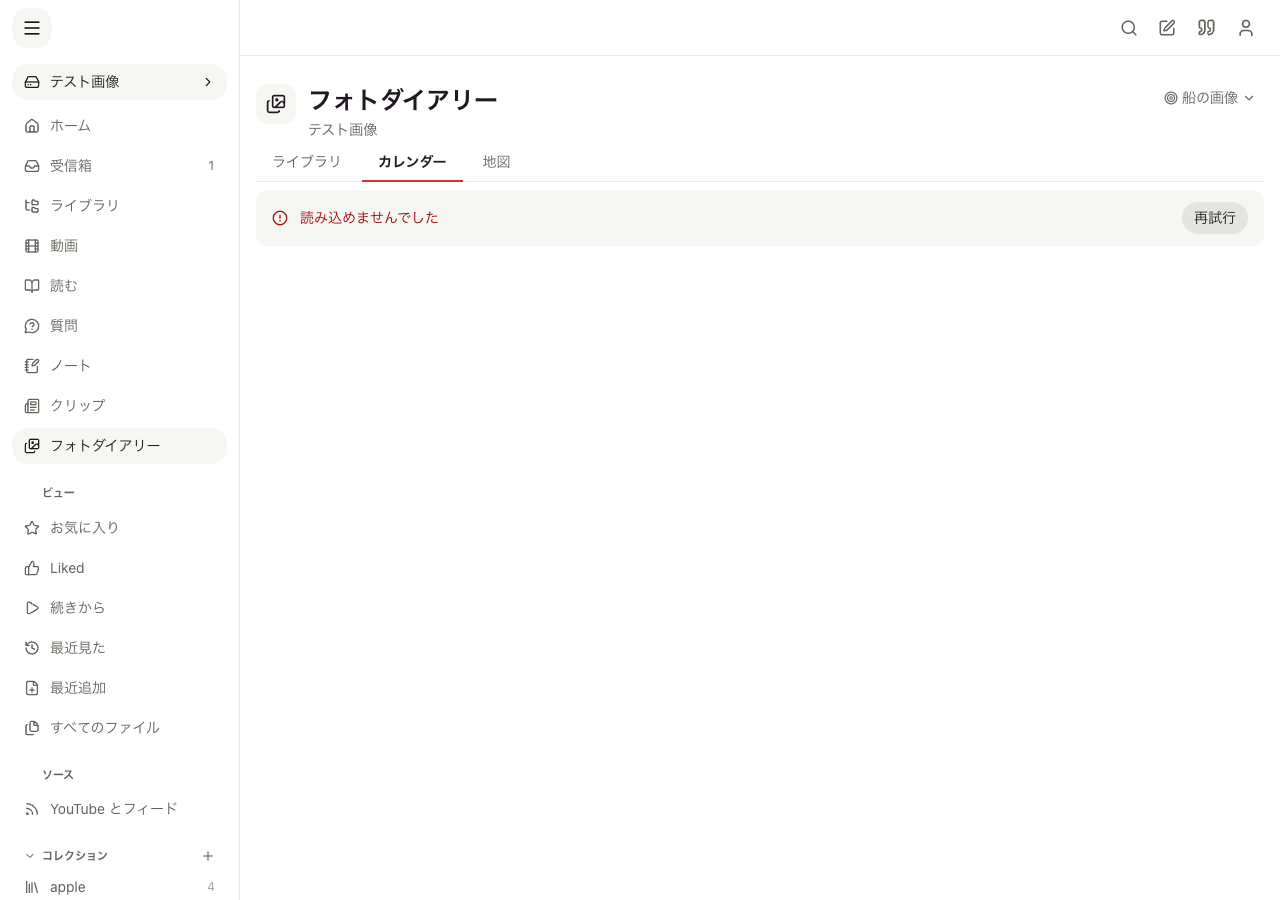 テスト画像
ホーム
受信箱 1
ライブラリ
動画
読む
質問
ノート
クリップ
フォトダイアリー
ビュー
お気に入り
Liked
続きから
最近見た
最近追加
すべてのファイル
ソース
YouTube とフィード
コレクション
apple 4
フォトダイアリー
テスト画像
船の画像
ライブラリ カレンダー 地図
読み込めませんでした 再試行